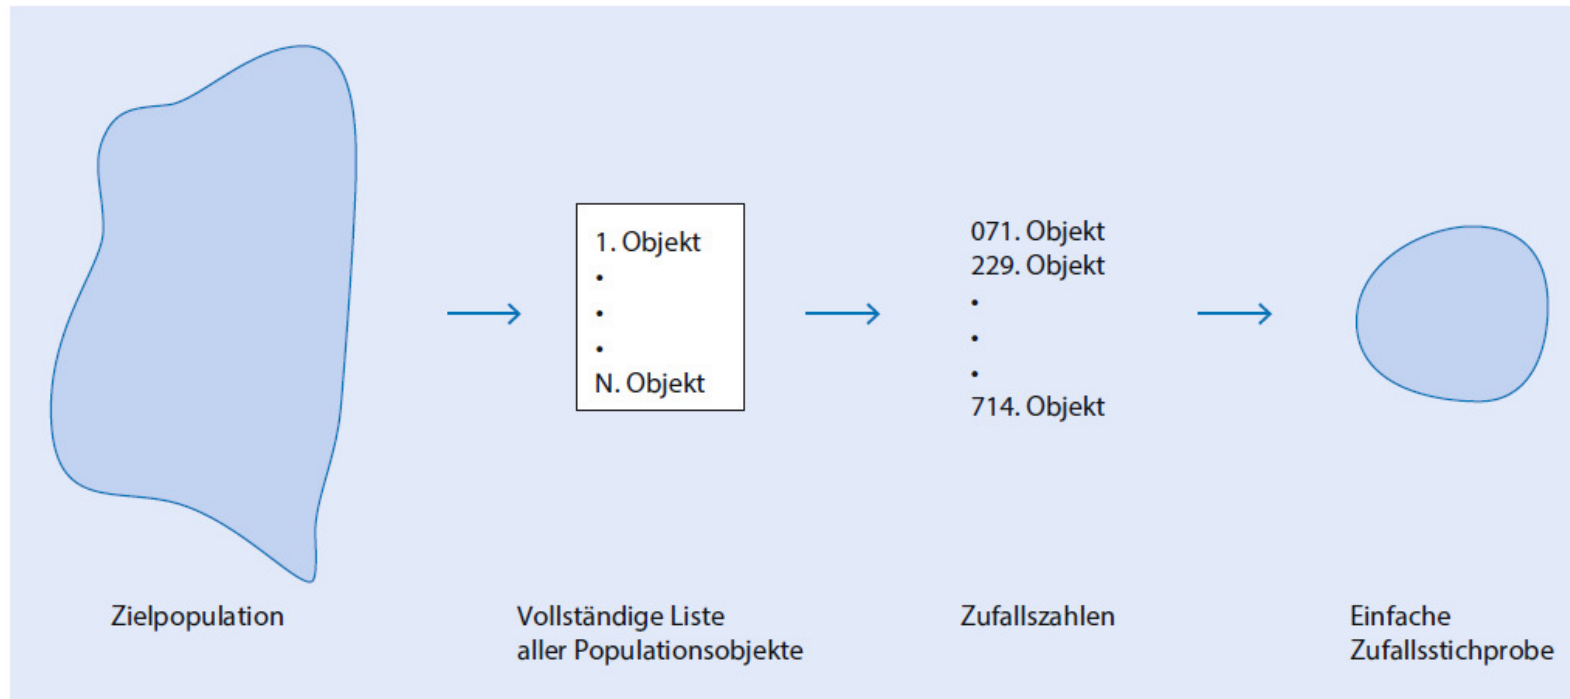 1. Objekt
•
•
•
N. Objekt
071. Objekt
229. Objekt
•
•
•
714. Objekt
Zielpopulation
Vollständige Liste
aller Populationsobjekte
Zufallszahlen
Einfache
Zufallsstichprobe